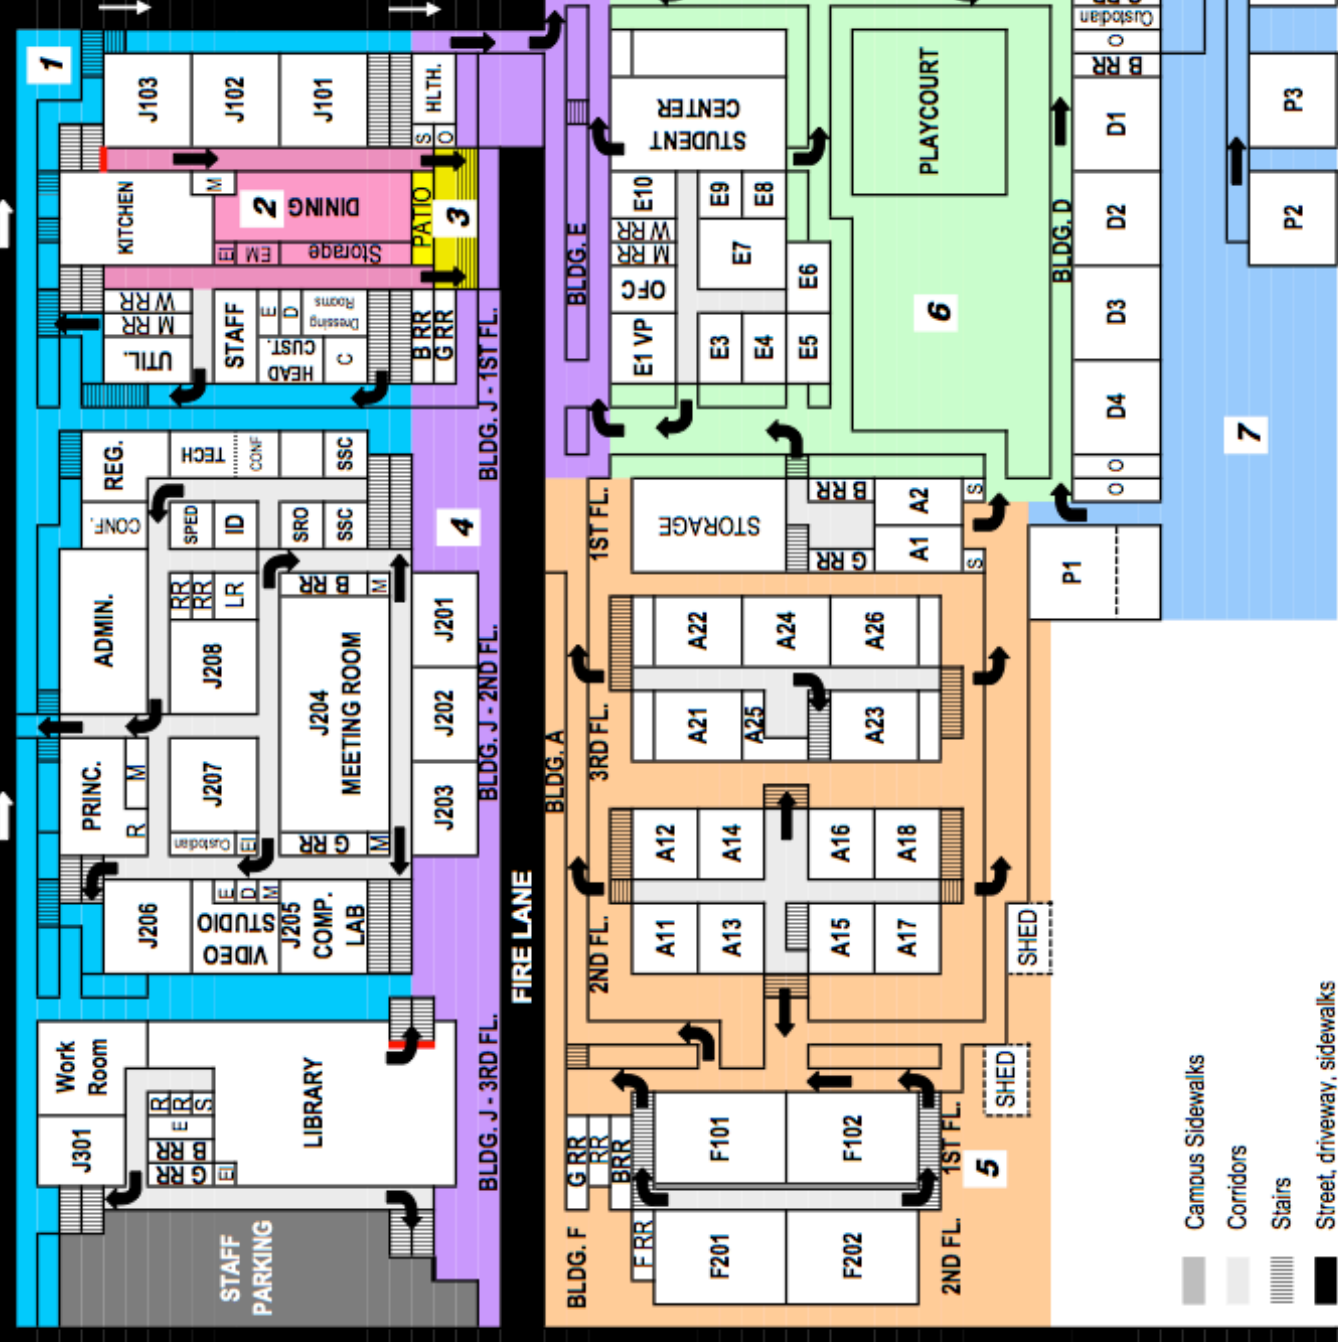 1
J103
J102
J101
HLTH.
S
O
KITCHEN
M
2
DINING
EI
EM
Storage
PATIO
3
W RR
M RR
UTIL.
STAFF
E
D
Dressing
Rooms
HEAD
CUST.
C
B RR
G RR
BLDG. J - 1ST FL.
REG.
TECH
CONF
SSC
CONF.
SPED
ID
SRO
SSC
4
ADMIN.
RR
RR
LR
B RR
M
J208
J204
MEETING ROOM
J201
J202
J203
BLDG. J - 2ND FL.
PRINC.
M
R
J207
Custodian
EI
G RR
M
J206
VIDEO
STUDIO
E
D
M
J205
COMP.
LAB
Work
Room
J301
R
R
S
E
B RR
G RR
EI
LIBRARY
BLDG. J - 3RD FL.
STAFF
PARKING
FIRE LANE
BLDG. E
STUDENT
CENTER
E10
W RR
M RR
OFC
E1 VP
E9
E8
E7
E6
E3
E4
E5
PLAYCOURT
6
BLDG. D
Custodian
O
B RR
D1
D2
D3
D4
O
O
P3
P2
7
P1
BLDG. A
1ST FL.
STORAGE
B RR
G RR
A2
A1
S
S
3RD FL.
A22
A24
A26
A21
A25
A23
2ND FL.
A12
A14
A16
A18
A11
A13
A15
A17
SHED
SHED
BLDG. F
G RR
RR
BRR
F101
F102
1ST FL.
5
F RR
F201
F202
2ND FL.
Campus Sidewalks
Corridors
Stairs
Street, driveway, sidewalks